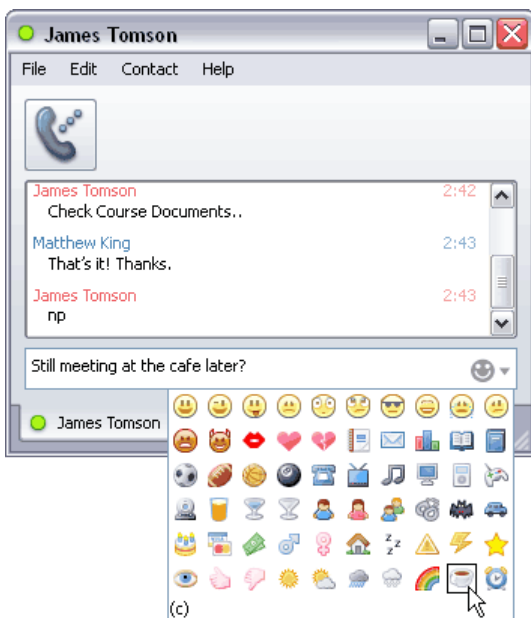 James Tomson
File Edit Contact Help
James Tomson 2:42
Check Course Documents..
Matthew King 2:43
That's it! Thanks.
James Tomson 2:43
np
Still meeting at the cafe later?
James Tomson
z z z
(c)